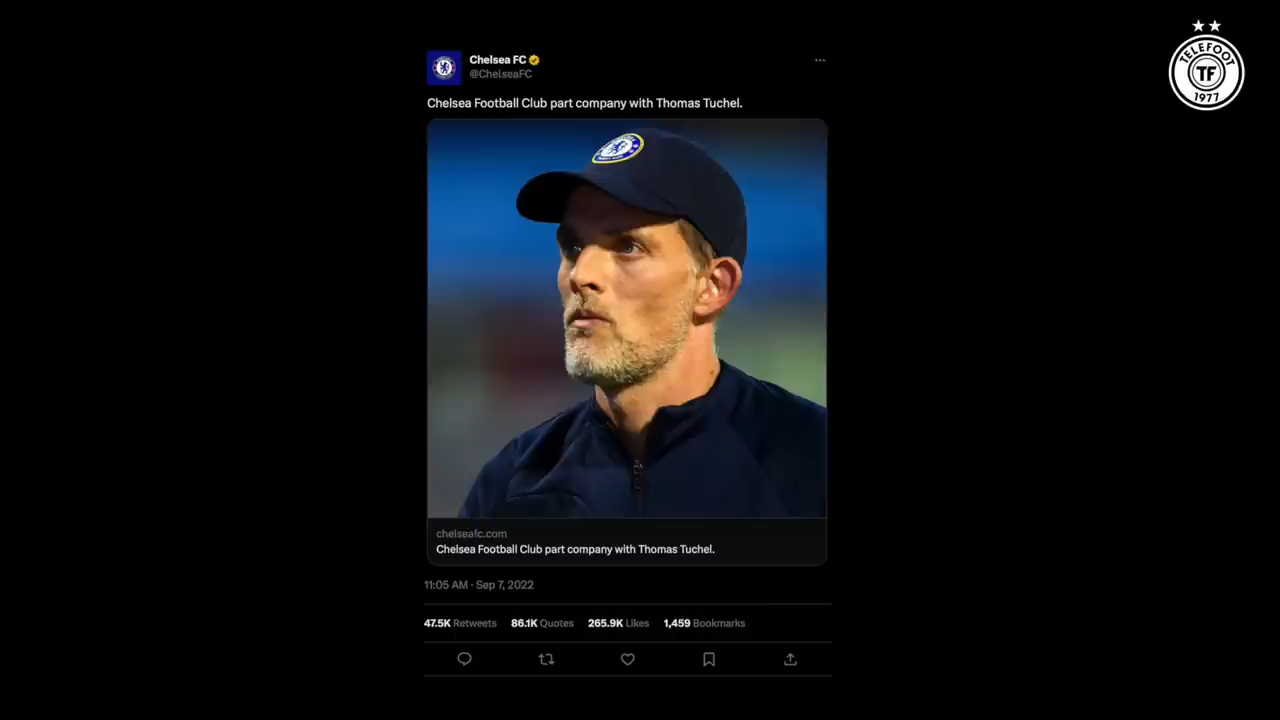 Chelsea FC
@ChelseaFC
Chelsea Football Club part company with Thomas Tuchel.
chelseafc.com
Chelsea Football Club part company with Thomas Tuchel.
11:05 AM · Sep 7, 2022
47.5K Retweets 86.1K Quotes 265.9K Likes 1,459 Bookmarks
TELEFOOT
TF
1977